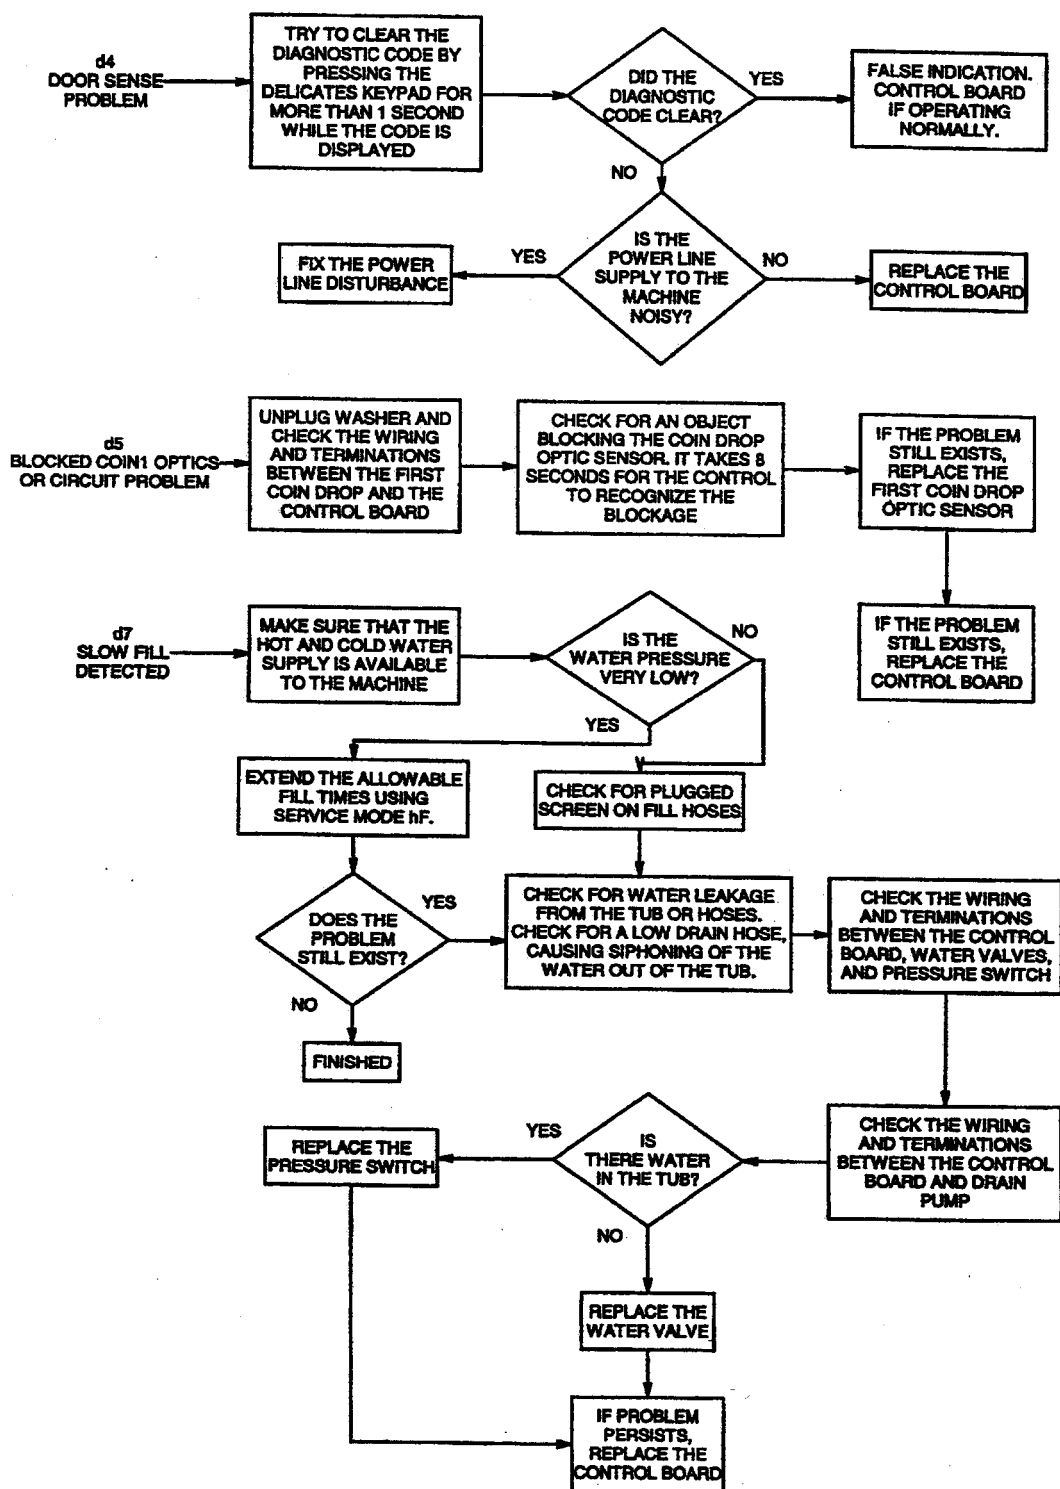 d4
DOOR SENSE
PROBLEM
TRY TO CLEAR THE
DIAGNOSTIC CODE BY
PRESSING THE
DELICATES KEYPAD FOR
MORE THAN 1 SECOND
WHILE THE CODE IS
DISPLAYED
DID THE
DIAGNOSTIC
CODE CLEAR?
YES
FALSE INDICATION.
CONTROL BOARD
IF OPERATING
NORMALLY.
NO
IS THE
POWER LINE
SUPPLY TO THE
MACHINE
NOISY?
YES
FIX THE POWER
LINE DISTURBANCE
NO
REPLACE THE
CONTROL BOARD
d5
BLOCKED COIN1 OPTICS
OR CIRCUIT PROBLEM
UNPLUG WASHER AND
CHECK THE WIRING
AND TERMINATIONS
BETWEEN THE FIRST
COIN DROP AND THE
CONTROL BOARD
CHECK FOR AN OBJECT
BLOCKING THE COIN DROP
OPTIC SENSOR. IT TAKES 8
SECONDS FOR THE CONTROL
TO RECOGNIZE THE
BLOCKAGE
IF THE PROBLEM
STILL EXISTS,
REPLACE THE
FIRST COIN DROP
OPTIC SENSOR
IF THE PROBLEM
STILL EXISTS,
REPLACE THE
CONTROL BOARD
d7
SLOW FILL
DETECTED
MAKE SURE THAT THE
HOT AND COLD WATER
SUPPLY IS AVAILABLE
TO THE MACHINE
IS THE
WATER PRESSURE
VERY LOW?
NO
YES
EXTEND THE ALLOWABLE
FILL TIMES USING
SERVICE MODE hF.
CHECK FOR PLUGGED
SCREEN ON FILL HOSES
DOES THE
PROBLEM
STILL EXIST?
YES
NO
FINISHED
CHECK FOR WATER LEAKAGE
FROM THE TUB OR HOSES.
CHECK FOR A LOW DRAIN HOSE,
CAUSING SIPHONING OF THE
WATER OUT OF THE TUB.
CHECK THE WIRING
AND TERMINATIONS
BETWEEN THE CONTROL
BOARD, WATER VALVES,
AND PRESSURE SWITCH
CHECK THE WIRING
AND TERMINATIONS
BETWEEN THE CONTROL
BOARD AND DRAIN
PUMP
IS
THERE WATER
IN THE TUB?
YES
REPLACE THE
PRESSURE SWITCH
NO
REPLACE THE
WATER VALVE
IF PROBLEM
PERSISTS,
REPLACE THE
CONTROL BOARD